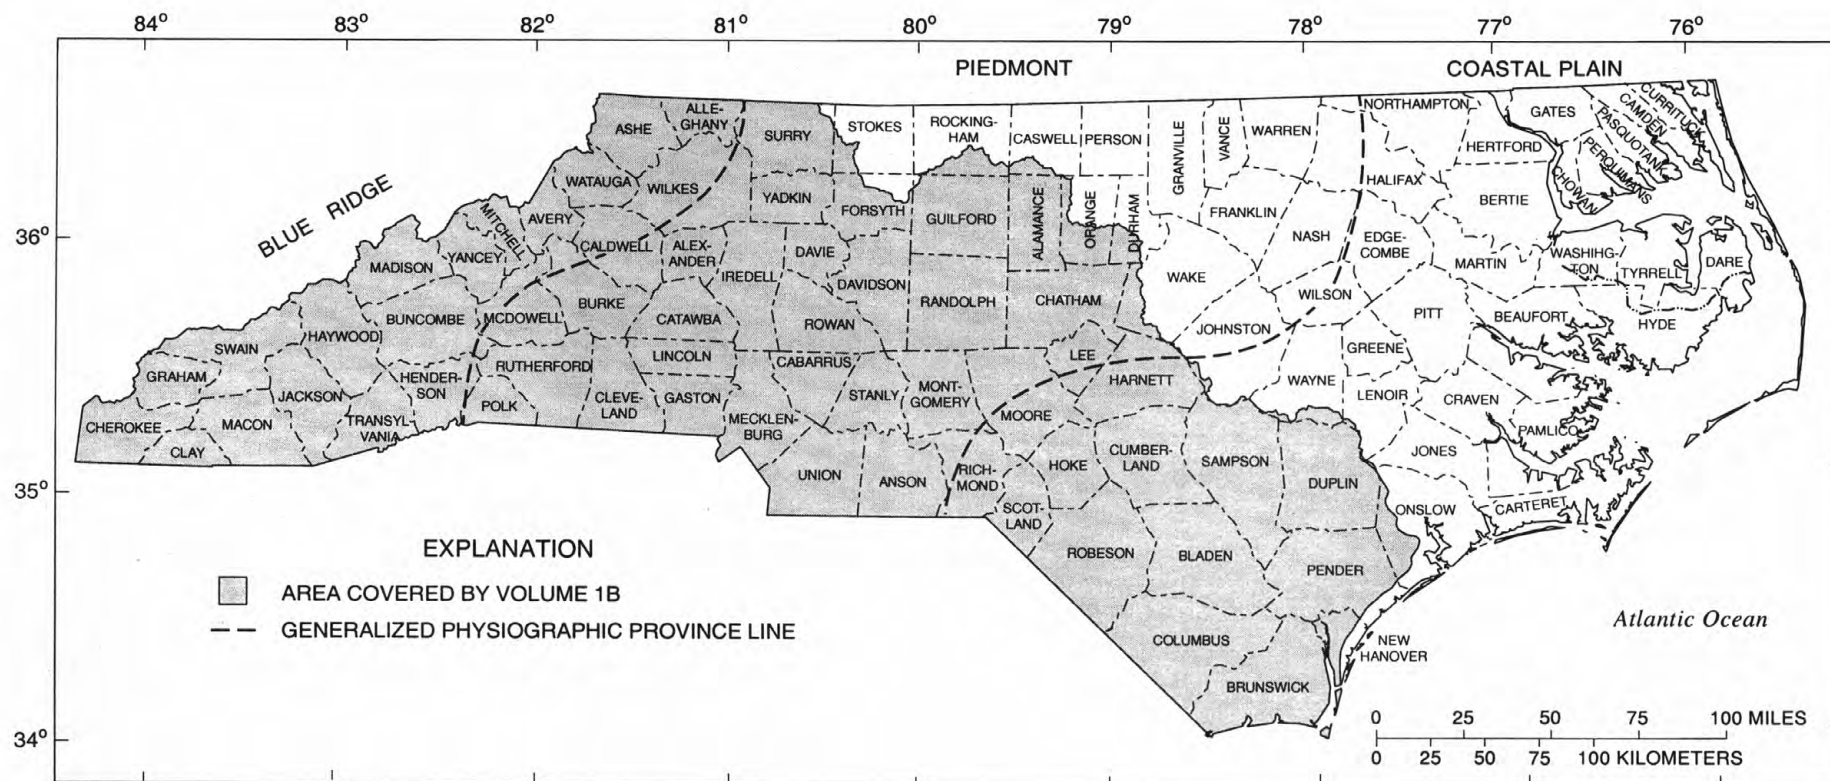 84° 83° 82° 81° 80° 79° 78° 77° 76°
PIEDMONT COASTAL PLAIN
BLUE RIDGE
36°
35°
34°
ALLE-
GHANY
ASHE
SURRY
STOKES
ROCKING-
HAM
CASWELL
PERSON
GRANVILLE
VANCE
WARREN
NORTHAMPTON
GATES
CURRITUCK
CAMDEN
PASQUOTANK
PERQUIMANS
CHOWAN
HERTFORD
HALIFAX
BERTIE
WATAUGA
WILKES
YADKIN
FORSYTH
GUILFORD
ALAMANCE
ORANGE
DURHAM
FRANKLIN
NASH
EDGE-
COMBE
MARTIN
WASHIHG-
TON
TYRRELL
DARE
MITCHELL
AVERY
CALDWELL
ALEX-
ANDER
IREDELL
DAVIE
DAVIDSON
RANDOLPH
CHATHAM
WAKE
WILSON
PITT
BEAUFORT
HYDE
MADISON
YANCEY
BURKE
CATAWBA
ROWAN
JOHNSTON
GREENE
HAYWOOD
BUNCOMBE
MCDOWELL
SWAIN
GRAHAM
RUTHERFORD
LINCOLN
CABARRUS
STANLY
MONT-
GOMERY
LEE
HARNETT
WAYNE
LENOIR
CRAVEN
PAMLICO
JACKSON
HENDER-
SON
POLK
CLEVE-
LAND
GASTON
MECKLEN-
BURG
MOORE
CHEROKEE
MACON
CLAY
TRANSYL-
VANIA
UNION
ANSON
RICH-
MOND
HOKE
CUMBER-
LAND
SAMPSON
DUPLIN
JONES
ONSLOW
CARTERET
SCOT-
LAND
ROBESON
BLADEN
PENDER
COLUMBUS
BRUNSWICK
NEW
HANOVER
Atlantic Ocean
EXPLANATION
AREA COVERED BY VOLUME 1B
GENERALIZED PHYSIOGRAPHIC PROVINCE LINE
0 25 50 75 100 MILES
0 25 50 75 100 KILOMETERS